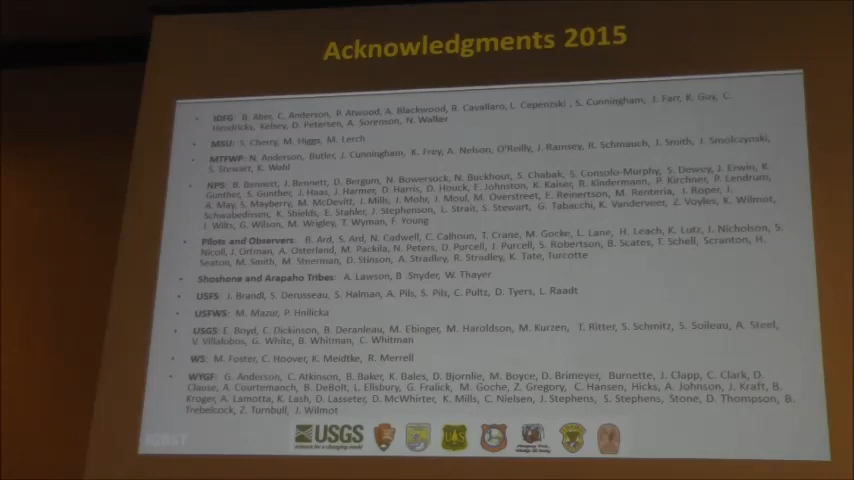 Acknowledgments 2015
• IDFG: B. Aber, C. Anderson, P. Atwood, A. Blackwood, R. Cavallaro, L. Cepenzski , S. Cunningham, J. Farr, K. Guy, C.
Hendricks, Kelsey, D. Petersen, A. Sorenson, N. Walker
• MSU: S. Cherry, M. Higgs, M. Lerch
• MTFWP: N. Anderson, Butler, J. Cunningham, K. Frey, A. Nelson, O'Reilly, J. Ramsey, R. Schmauch, J. Smith, J. Smolczynski,
S. Stewart, K. Wahl
• NPS: B. Bennett, J. Bennett, D. Bergum, N. Bowersock, N. Buckhout, S. Chabak, S. Consolo-Murphy, S. Dewey, J. Erwin, K.
Gunther, S. Gunther, J. Haas, J. Harmer, D. Harris, D. Houck, E. Johnston, K. Kaiser, R. Kindermann, P. Kirchner, P. Lendrum,
A. May, S. Mayberry, M. McDevitt, J. Mills, J. Mohr, J. Moul, M. Overstreet, E. Reinertson, M. Renteria, J. Roper, J.
Schwabedissen, K. Shields, E. Stahler, J. Stephenson, L. Strait, S. Stewart, G. Tabacchi, K. Vanderveer, Z. Voyles, K. Wilmot,
J. Wilts, G. Wilson, M. Wrigley, T. Wyman, F. Young
• Pilots and Observers: B. Ard, S. Ard, N. Cadwell, C. Calhoun, T. Crane, M. Gocke, L. Lane, H. Leach, K. Lutz, J. Nicholson, S.
Nicoll, J. Ortman, A. Osterland, M. Packila, N. Peters, D. Purcell, J. Purcell, S. Robertson, B. Scates, T. Schell, Scranton, H.
Seaton, M. Smith, M. Steerman, D. Stinson, A. Stradley, R. Stradley, K. Tate, Turcotte
• Shoshone and Arapaho Tribes: A. Lawson, B. Snyder, W. Thayer
• USFS: J. Brandl, S. Derusseau, S. Halman, A. Pils, S. Pils, C. Pultz, D. Tyers, L. Raadt
• USFWS: M. Mazur, P. Hnilicka
• USGS: E. Boyd, C. Dickinson, B. Deranleau, M. Ebinger, M. Haroldson, M. Kurzen, T. Ritter, S. Schmitz, S. Soileau, A. Steel,
V. Villalobos, G. White, B. Whitman, C. Whitman
• WS: M. Foster, C. Hoover, K. Meidtke, R. Merrell
• WYGF: G. Anderson, C. Atkinson, B. Baker, K. Bales, D. Bjornlie, M. Boyce, D. Brimeyer, Burnette, J. Clapp, C. Clark, D.
Clause, A. Courtemanch, B. DeBolt, L. Ellsbury, G. Fralick, M. Goche, Z. Gregory, C. Hansen, Hicks, A. Johnson, J. Kraft, B.
Kroger, A. Lamotta, K. Lash, D. Lasseter, D. McWhirter, K. Mills, C. Nielsen, J. Stephens, S. Stephens, Stone, D. Thompson, B.
Trebelcock, Z. Turnbull, J. Wilmot
USGS
science for a changing world